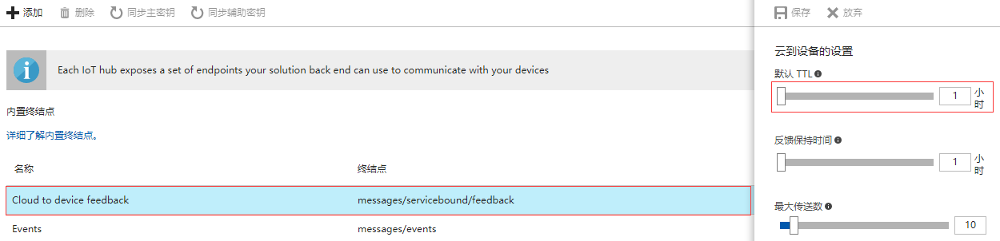 添加 删除 同步主密钥 同步辅助密钥
Each IoT hub exposes a set of endpoints your solution back end can use to communicate with your devices
内置终结点
详细了解内置终结点。
名称 终结点
Cloud to device feedback messages/servicebound/feedback
Events messages/events
保存 放弃
云到设备的设置
默认 TTL
1 小时
反馈保持时间
1 小时
最大传送数
10